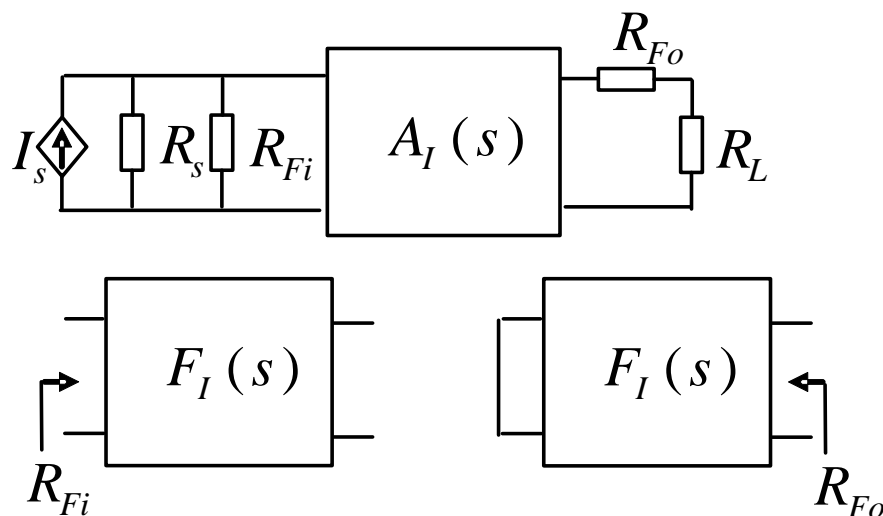 R_Fo
I_s
R_s
R_Fi
A_I (s)
R_L
F_I (s)
F_I (s)
R_Fi
R_Fo